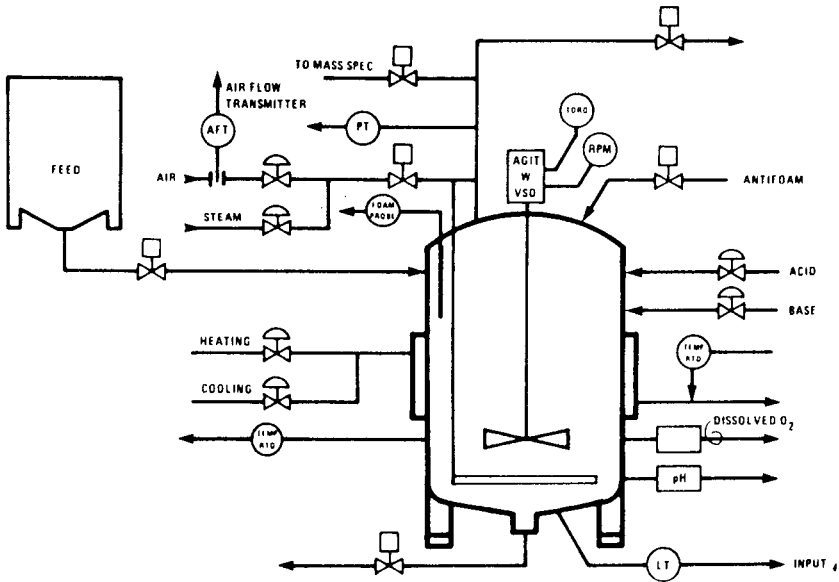 TO MASS SPEC
AIR FLOW
TRANSMITTER
AFT
PT
TORQ
RPM
AGIT
W
VSD
FEED
AIR
STEAM
FOAM
PROBE
ANTIFOAM
ACID
BASE
HEATING
COOLING
TEMP
RTD
TEMP
RTD
DISSOLVED O2
pH
LT
INPUT